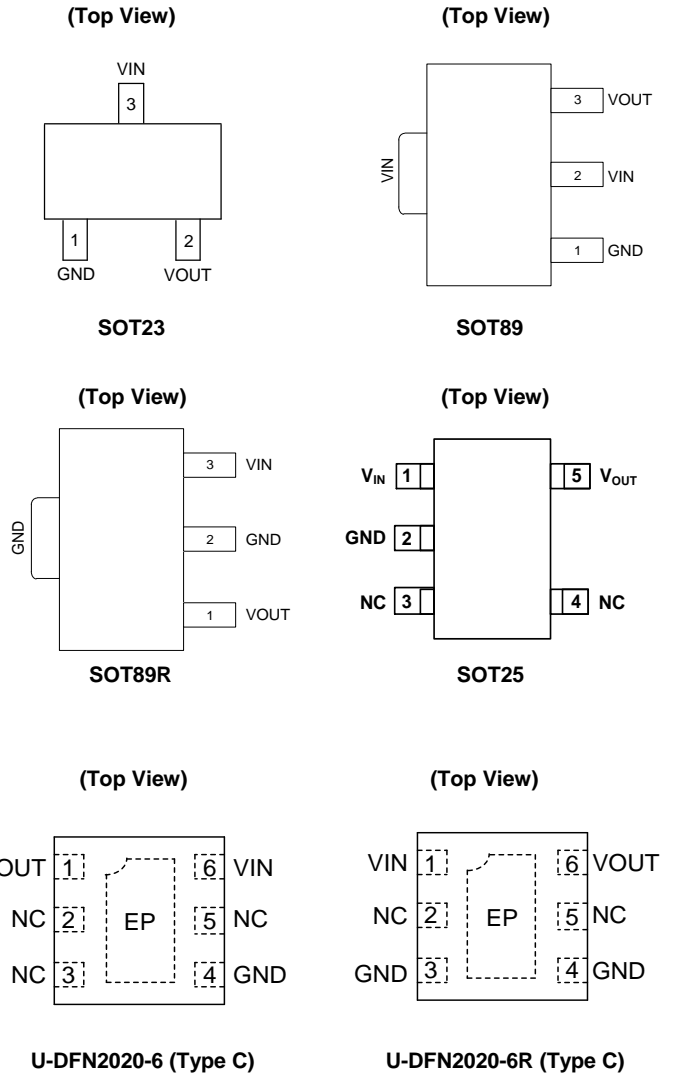 (Top View)
VIN
3
1
2
GND
VOUT
SOT23
(Top View)
VIN
3 VOUT
2 VIN
1 GND
SOT89
(Top View)
GND
3 VIN
2 GND
1 VOUT
SOT89R
(Top View)
VIN 1
5 VOUT
GND 2
NC 3
4 NC
SOT25
(Top View)
OUT 1
6 VIN
NC 2
EP
5 NC
NC 3
4 GND
U-DFN2020-6 (Type C)
(Top View)
VIN 1
6 VOUT
NC 2
EP
5 NC
GND 3
4 GND
U-DFN2020-6R (Type C)